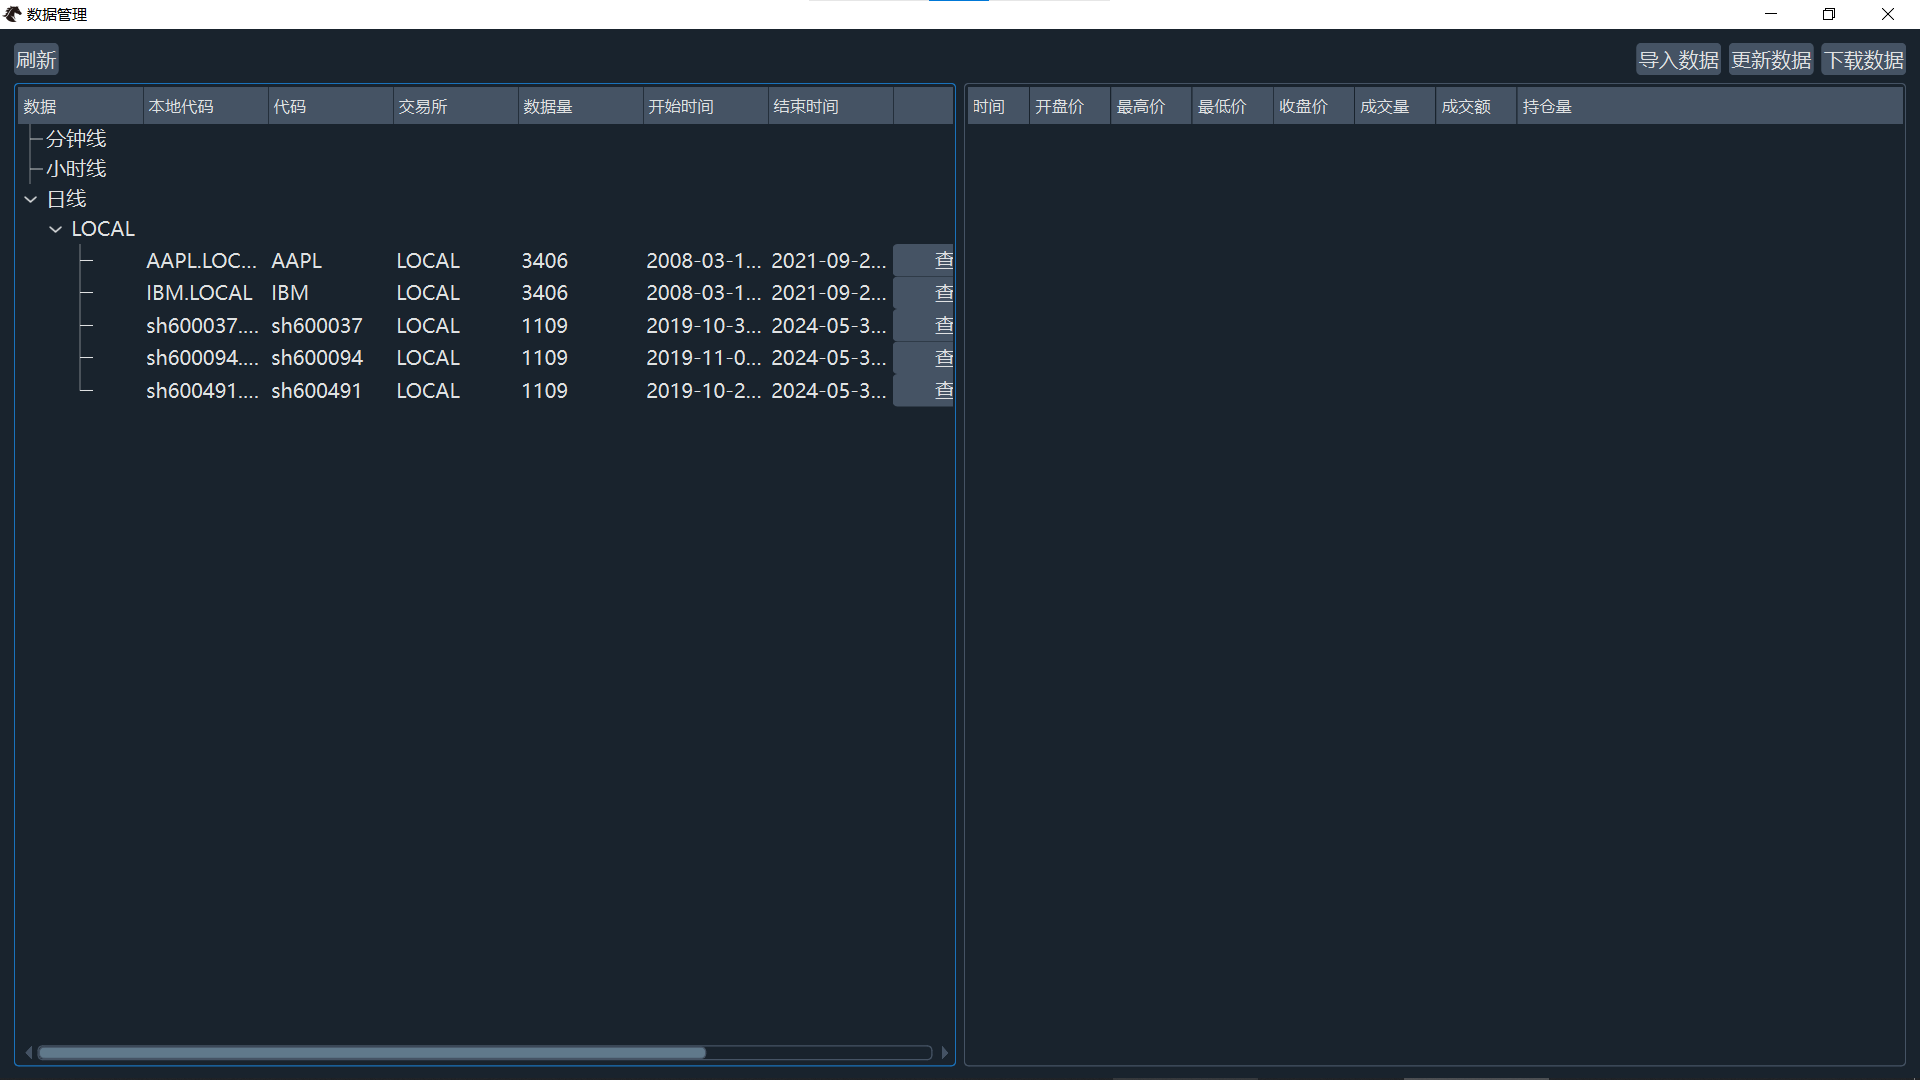 数据管理
刷新 导入数据 更新数据 下载数据
数据 本地代码 代码 交易所 数据量 开始时间 结束时间 时间 开盘价 最高价 最低价 收盘价 成交量 成交额 持仓量
分钟线
小时线
日线
LOCAL
AAPL.LOC... AAPL LOCAL 3406 2008-03-1... 2021-09-2... 查
IBM.LOCAL IBM LOCAL 3406 2008-03-1... 2021-09-2... 查
sh600037.... sh600037 LOCAL 1109 2019-10-3... 2024-05-3... 查
sh600094.... sh600094 LOCAL 1109 2019-11-0... 2024-05-3... 查
sh600491.... sh600491 LOCAL 1109 2019-10-2... 2024-05-3... 查